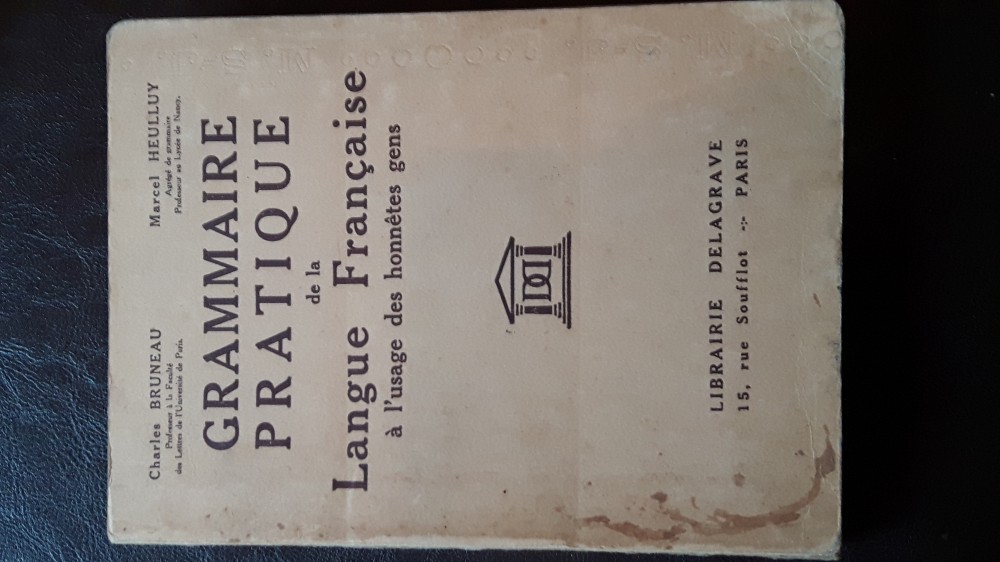 Charles BRUNEAU
Professeur à la Faculté
des Lettres de l'Université de Paris.
Marcel HEULLUY
Agrégé de grammaire
Professeur au Lycée de Nancy.
GRAMMAIRE
PRATIQUE
de la
Langue Française
à l'usage des honnêtes gens
LIBRAIRIE DELAGRAVE
15, rue Soufflot -:- PARIS